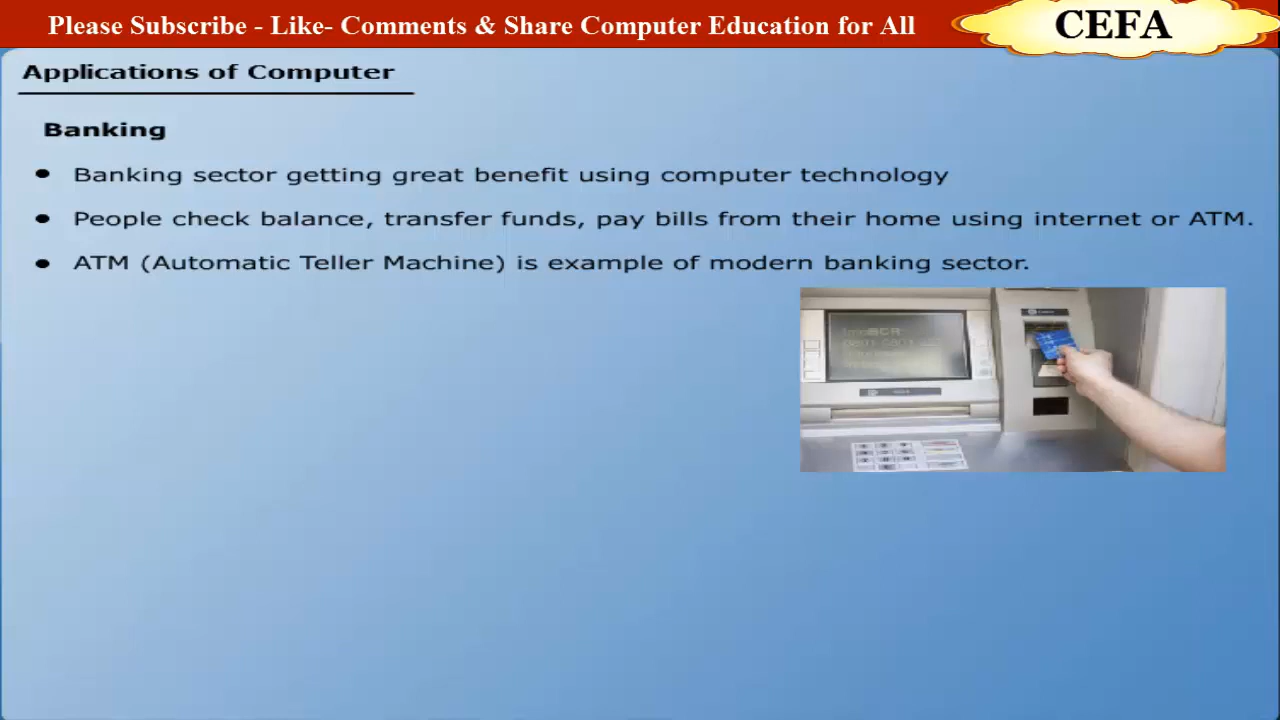 Please Subscribe - Like- Comments & Share Computer Education for All
CEFA
Applications of Computer
Banking
• Banking sector getting great benefit using computer technology
• People check balance, transfer funds, pay bills from their home using internet or ATM.
• ATM (Automatic Teller Machine) is example of modern banking sector.